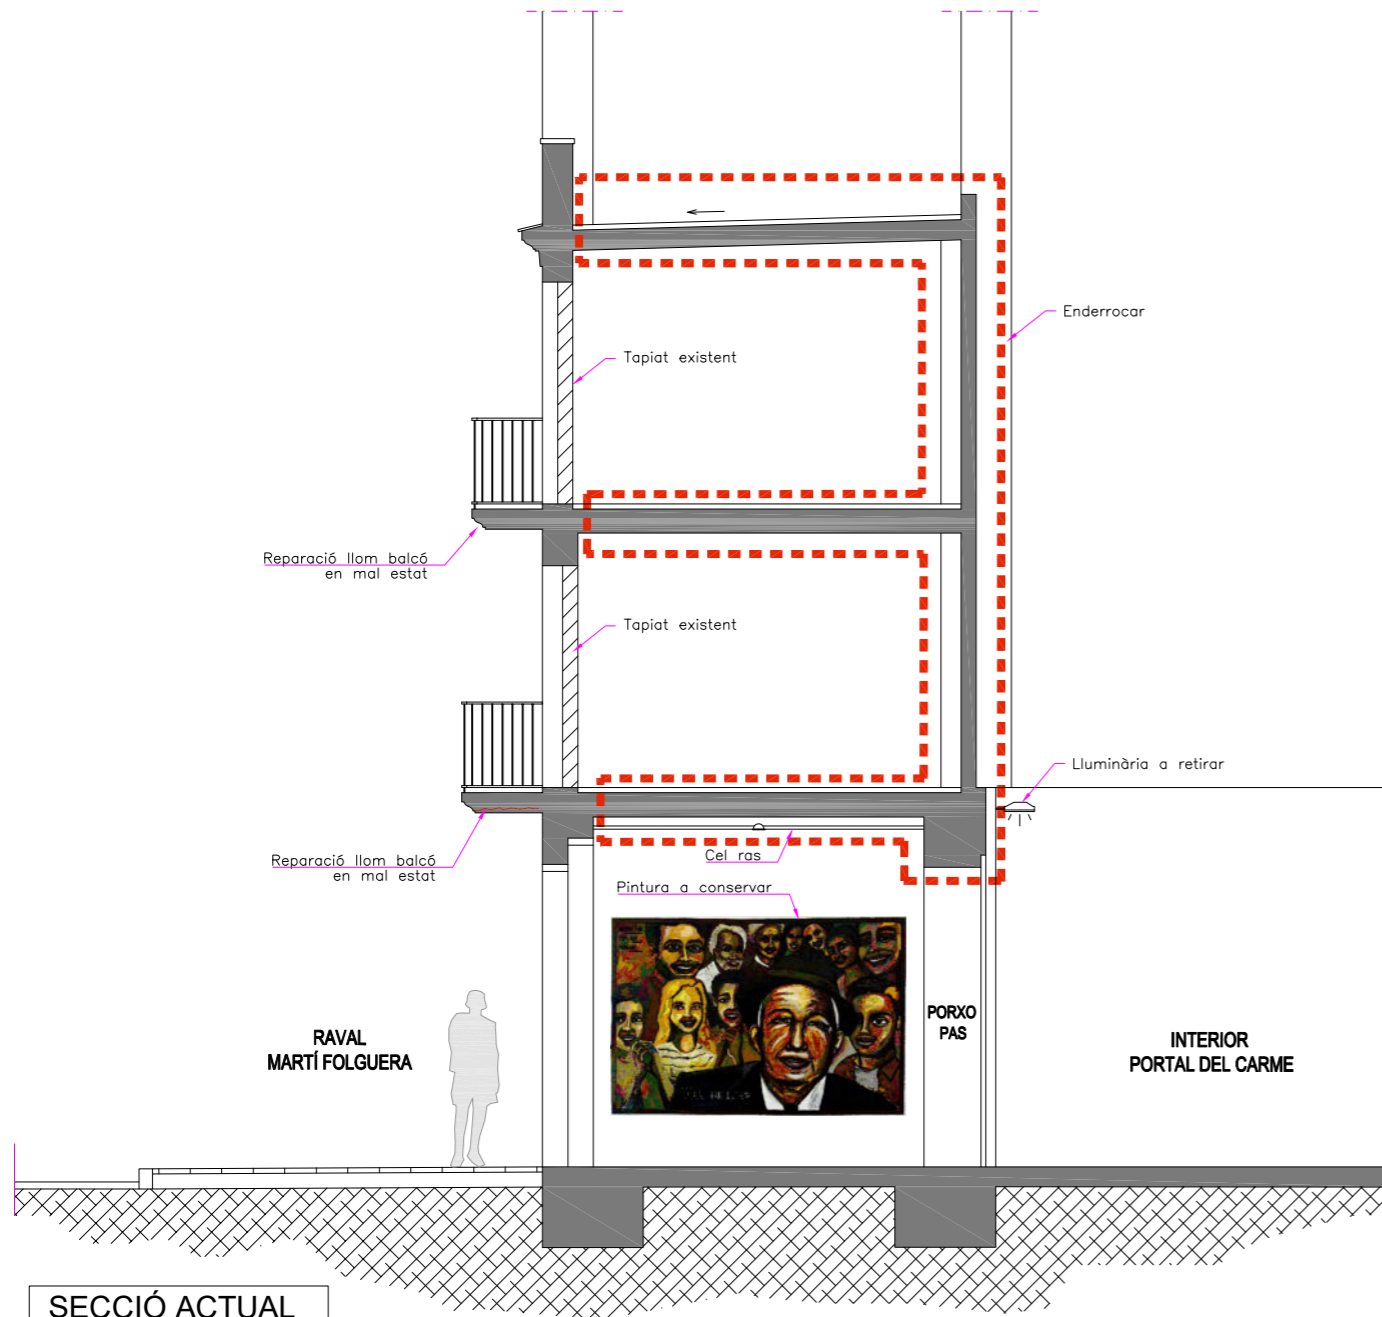 Enderrocar
Tapiat existent
Reparació llom balcó
en mal estat
Tapiat existent
Lluminària a retirar
Reparació llom balcó
en mal estat
Cel ras
Pintura a conservar
RAVAL
MARTÍ FOLGUERA
PORXO
PAS
INTERIOR
PORTAL DEL CARME
SECCIÓ ACTUAL